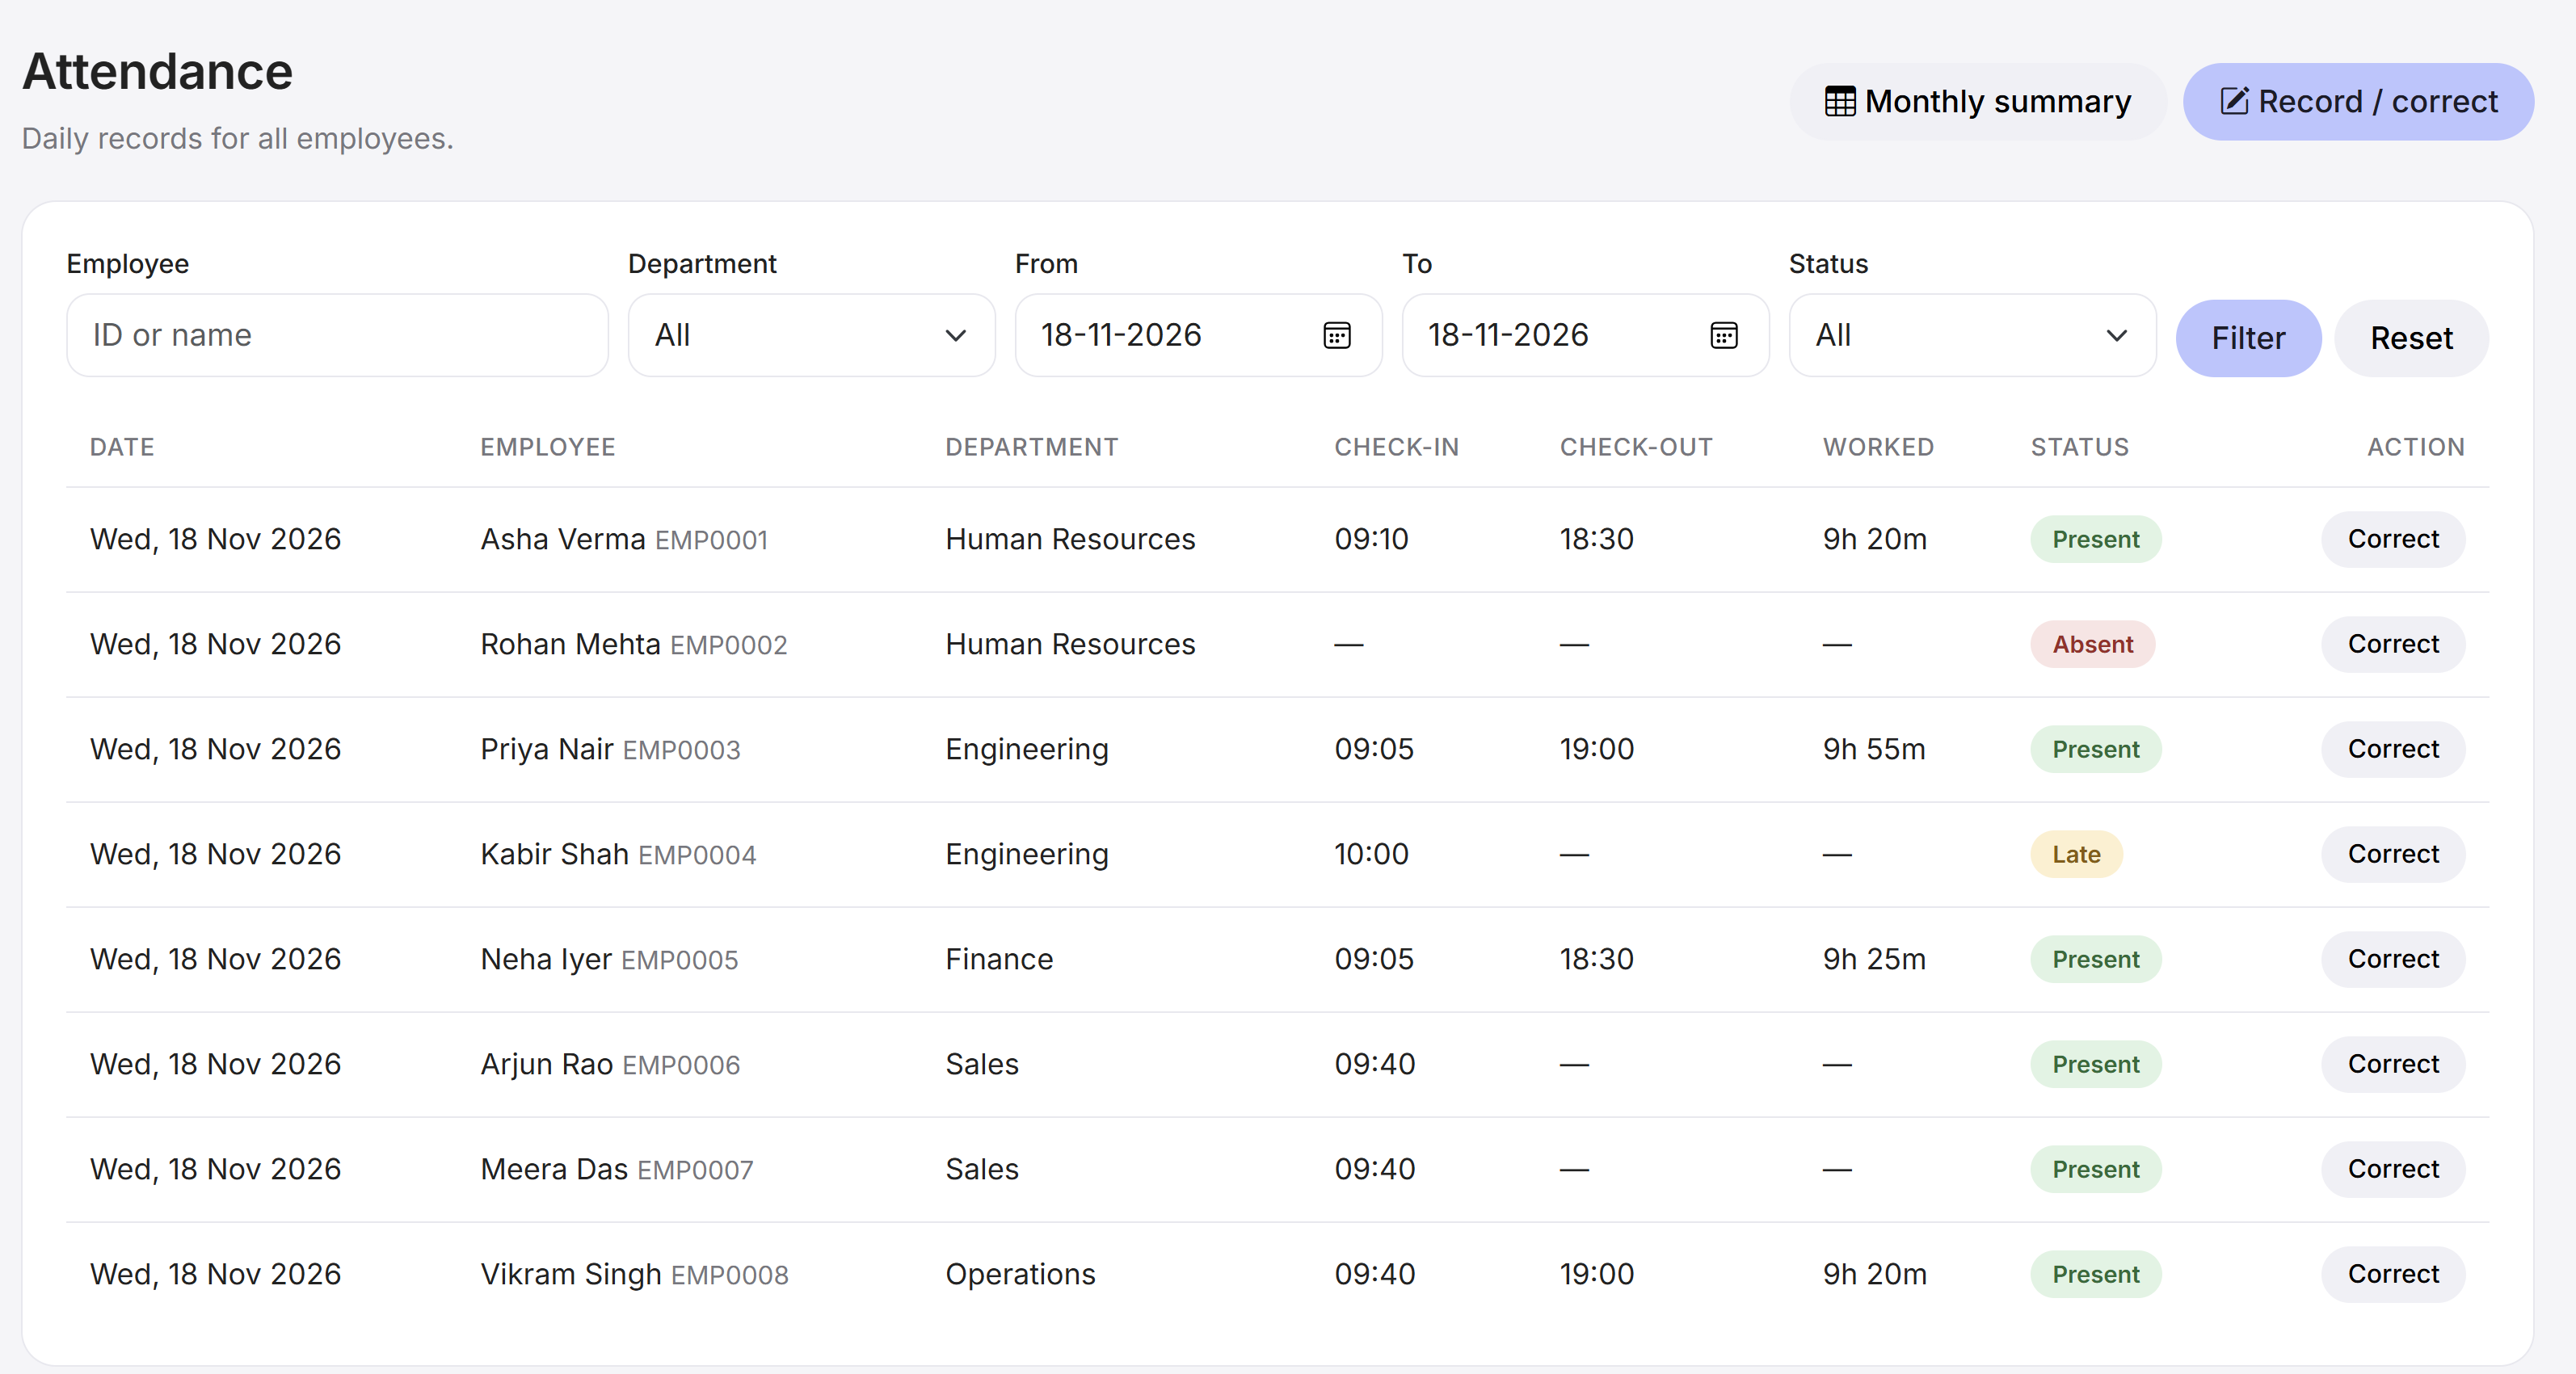 Attendance
Daily records for all employees.
Monthly summary Record / correct
Employee Department From To Status
ID or name All 18-11-2026 18-11-2026 All Filter Reset
DATE EMPLOYEE DEPARTMENT CHECK-IN CHECK-OUT WORKED STATUS ACTION
Wed, 18 Nov 2026 Asha Verma EMP0001 Human Resources 09:10 18:30 9h 20m Present Correct
Wed, 18 Nov 2026 Rohan Mehta EMP0002 Human Resources — — — Absent Correct
Wed, 18 Nov 2026 Priya Nair EMP0003 Engineering 09:05 19:00 9h 55m Present Correct
Wed, 18 Nov 2026 Kabir Shah EMP0004 Engineering 10:00 — — Late Correct
Wed, 18 Nov 2026 Neha Iyer EMP0005 Finance 09:05 18:30 9h 25m Present Correct
Wed, 18 Nov 2026 Arjun Rao EMP0006 Sales 09:40 — — Present Correct
Wed, 18 Nov 2026 Meera Das EMP0007 Sales 09:40 — — Present Correct
Wed, 18 Nov 2026 Vikram Singh EMP0008 Operations 09:40 19:00 9h 20m Present Correct